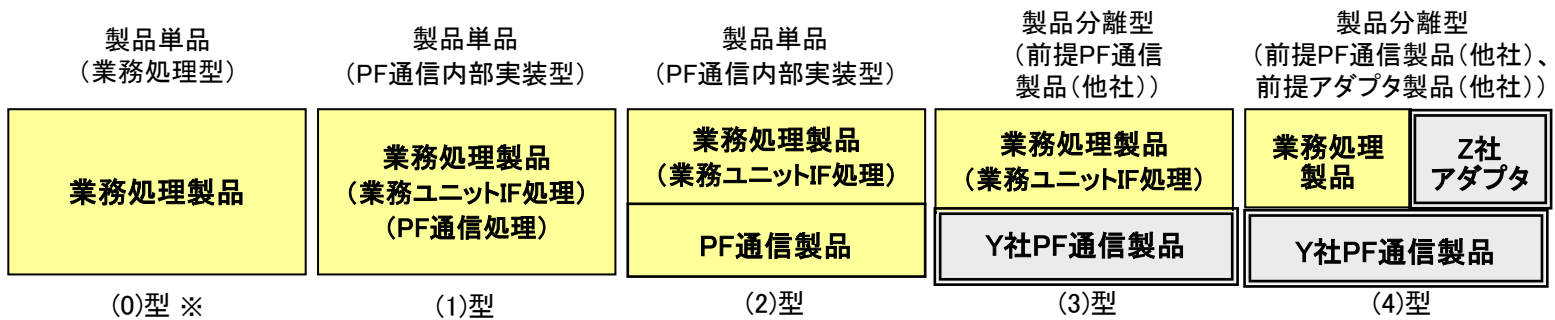 製品単品
（業務処理型）
業務処理製品
(0)型 ※
製品単品
（PF通信内部実装型）
業務処理製品
（業務ユニットIF処理）
（PF通信処理）
(1)型
製品単品
（PF通信内部実装型）
業務処理製品
（業務ユニットIF処理）
PF通信製品
(2)型
製品分離型
（前提PF通信
製品（他社））
業務処理製品
（業務ユニットIF処理）
Y社PF通信製品
(3)型
製品分離型
（前提PF通信製品（他社）、
前提アダプタ製品（他社））
業務処理
製品
Z社
アダプタ
Y社PF通信製品
(4)型